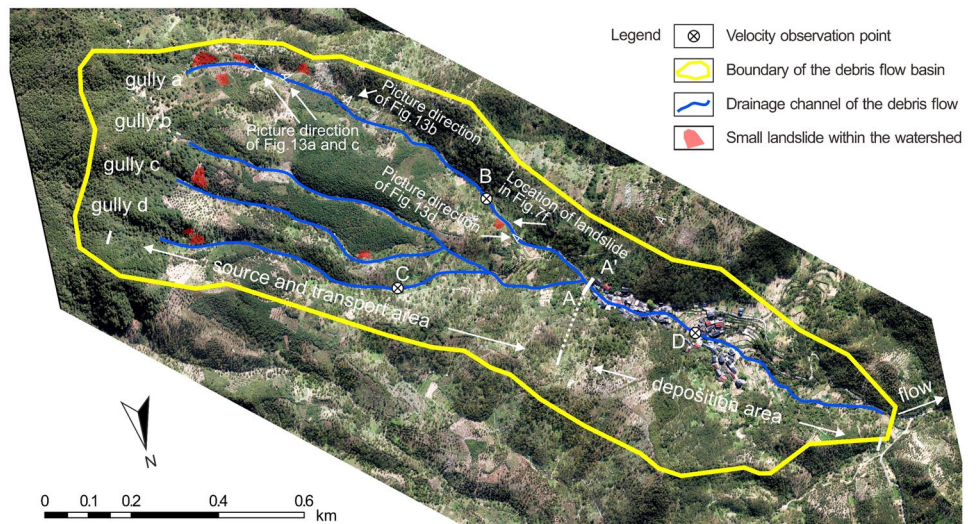 Legend
Velocity observation point
Boundary of the debris flow basin
Drainage channel of the debris flow
Small landslide within the watershed
gully a
gully b
gully c
gully d
Picture direction
of Fig.13a and c
Picture direction
of Fig.13b
B
Location of landslide
in Fig.7f
Picture direction
of Fig.13d
A'
A
C
D
source and transport area
deposition area
flow
N
0 0.1 0.2 0.4 0.6
km